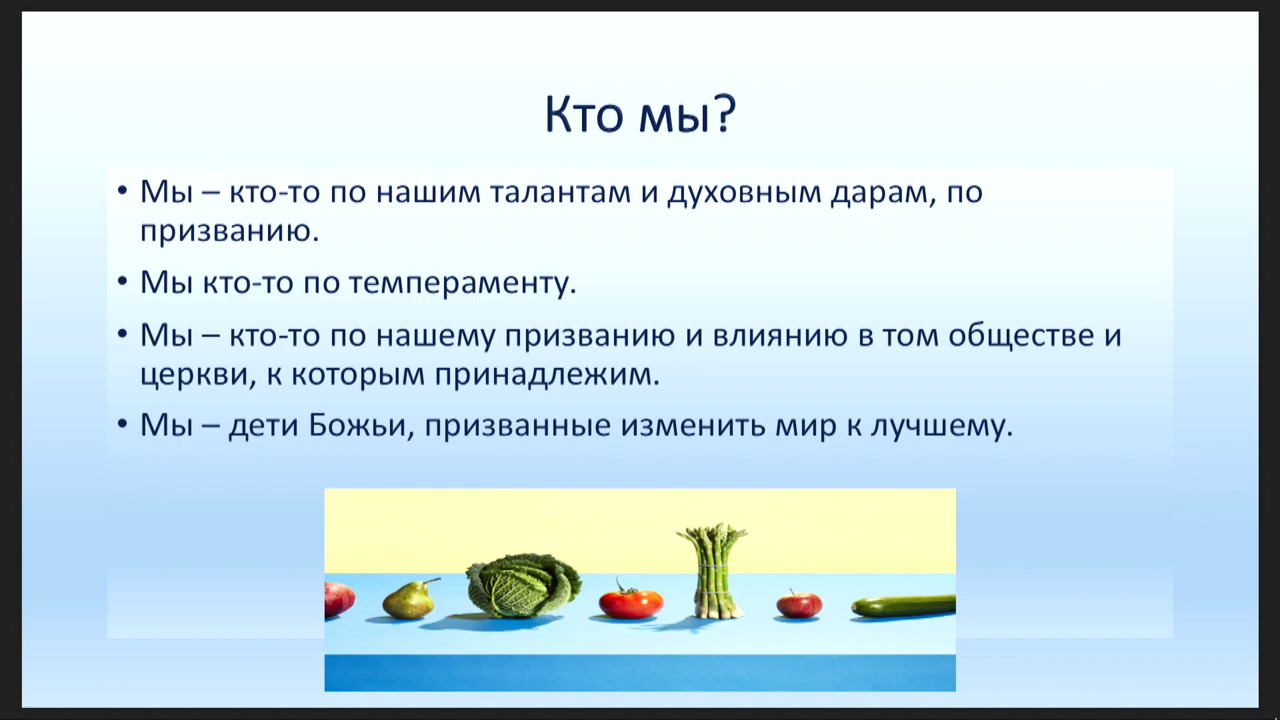 Кто мы?
• Мы – кто-то по нашим талантам и духовным дарам, по
призванию.
• Мы кто-то по темпераменту.
• Мы – кто-то по нашему призванию и влиянию в том обществе и
церкви, к которым принадлежим.
• Мы – дети Божьи, призванные изменить мир к лучшему.